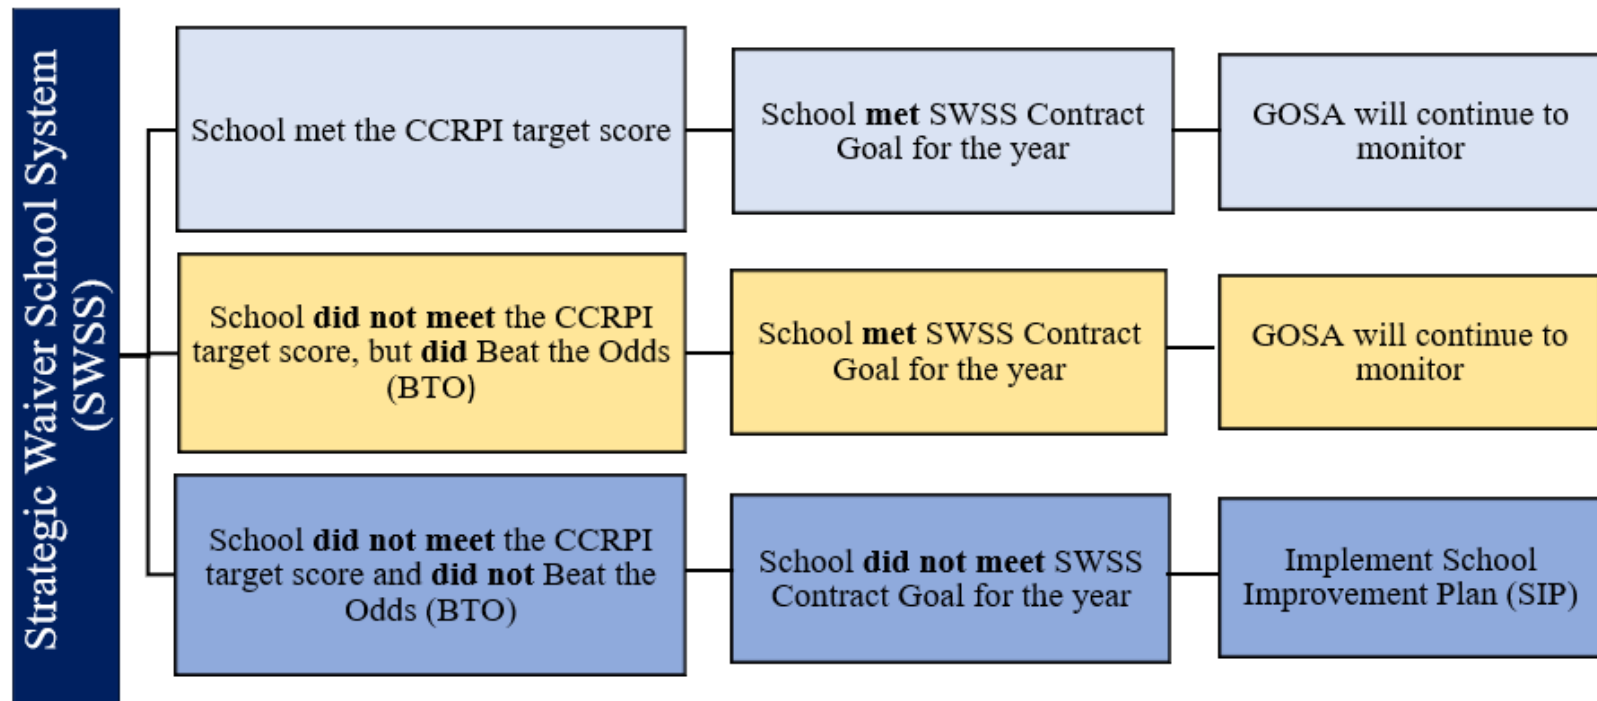 Strategic Waiver School System
(SWSS)
School met the CCRPI target score
School met SWSS Contract
Goal for the year
GOSA will continue to
monitor
School did not meet the CCRPI
target score, but did Beat the Odds
(BTO)
School met SWSS Contract
Goal for the year
GOSA will continue to
monitor
School did not meet the CCRPI
target score and did not Beat the
Odds (BTO)
School did not meet SWSS
Contract Goal for the year
Implement School
Improvement Plan (SIP)